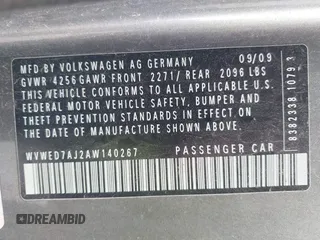 MFD BY VOLKSWAGEN AG GERMANY 09/09
GVWR 4256 GAWR FRONT 2271/ REAR 2096 LBS
THIS VEHICLE CONFORMS TO ALL APPLICABLE
FEDERAL MOTOR VEHICLE SAFETY, BUMPER AND
THEFT PREVENTION STANDARDS IN EFFECT ON THE
DATE OF MANUFACTURE SHOWN ABOVE
WVWED7AJ2AW140267 PASSENGER CAR
8382338 1079 3